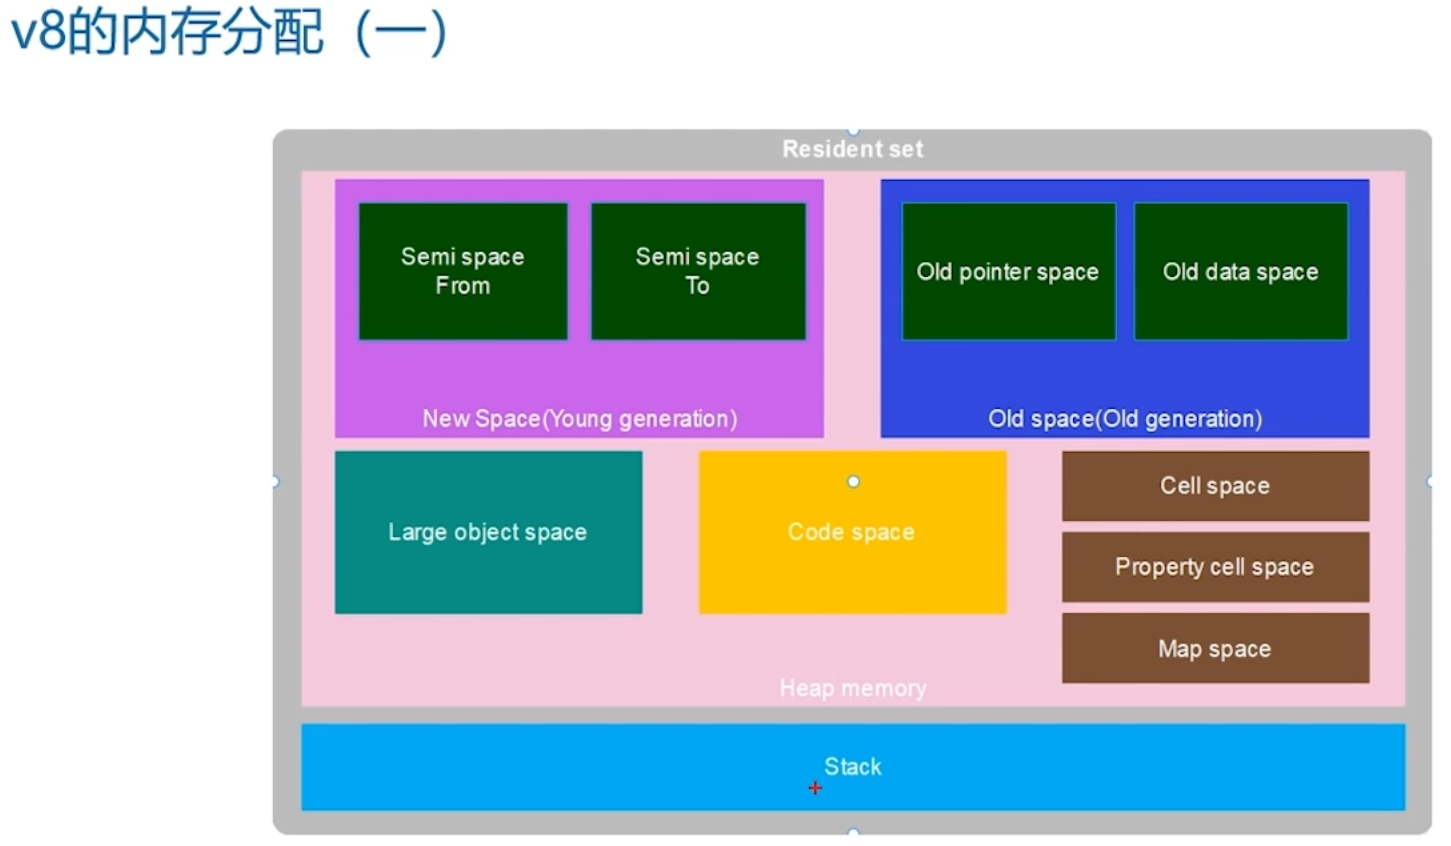 v8的内存分配（一）
Resident set
Semi space
From
Semi space
To
Old pointer space
Old data space
New Space(Young generation)
Old space(Old generation)
Large object space
Code space
Cell space
Property cell space
Map space
Heap memory
Stack